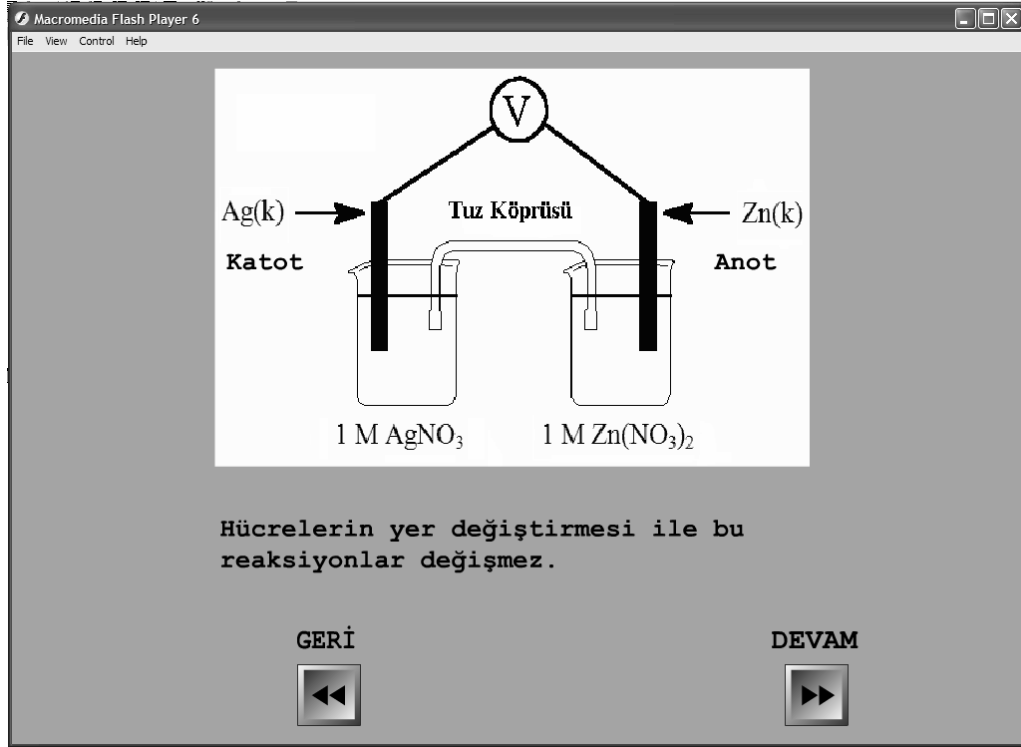 Macromedia Flash Player 6
File View Control Help
V
Ag(k)
Tuz Köprüsü
Zn(k)
Katot
Anot
1 M AgNO₃
1 M Zn(NO₃)₂
Hücrelerin yer değiştirmesi ile bu
reaksiyonlar değişmez.
GERİ
DEVAM